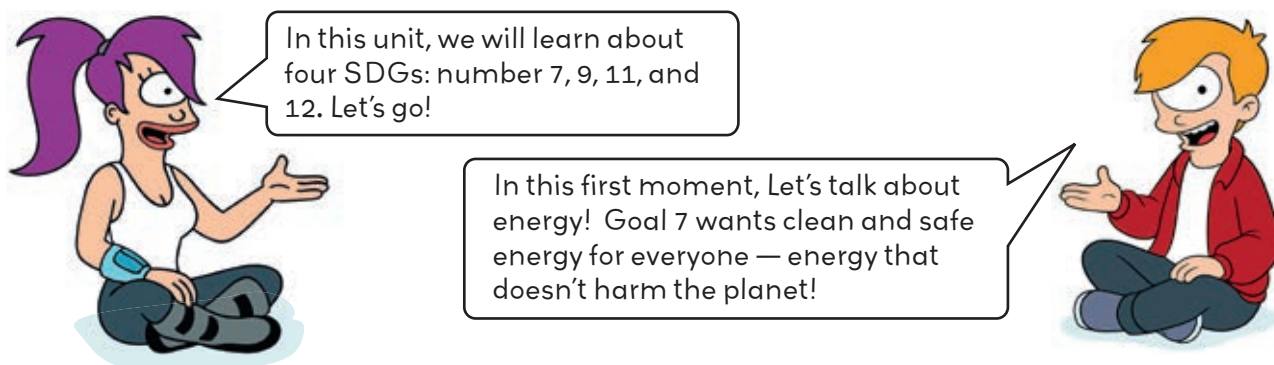 In this unit, we will learn about
four SDGs: number 7, 9, 11, and
12. Let's go!
In this first moment, Let's talk about
energy! Goal 7 wants clean and safe
energy for everyone — energy that
doesn't harm the planet!